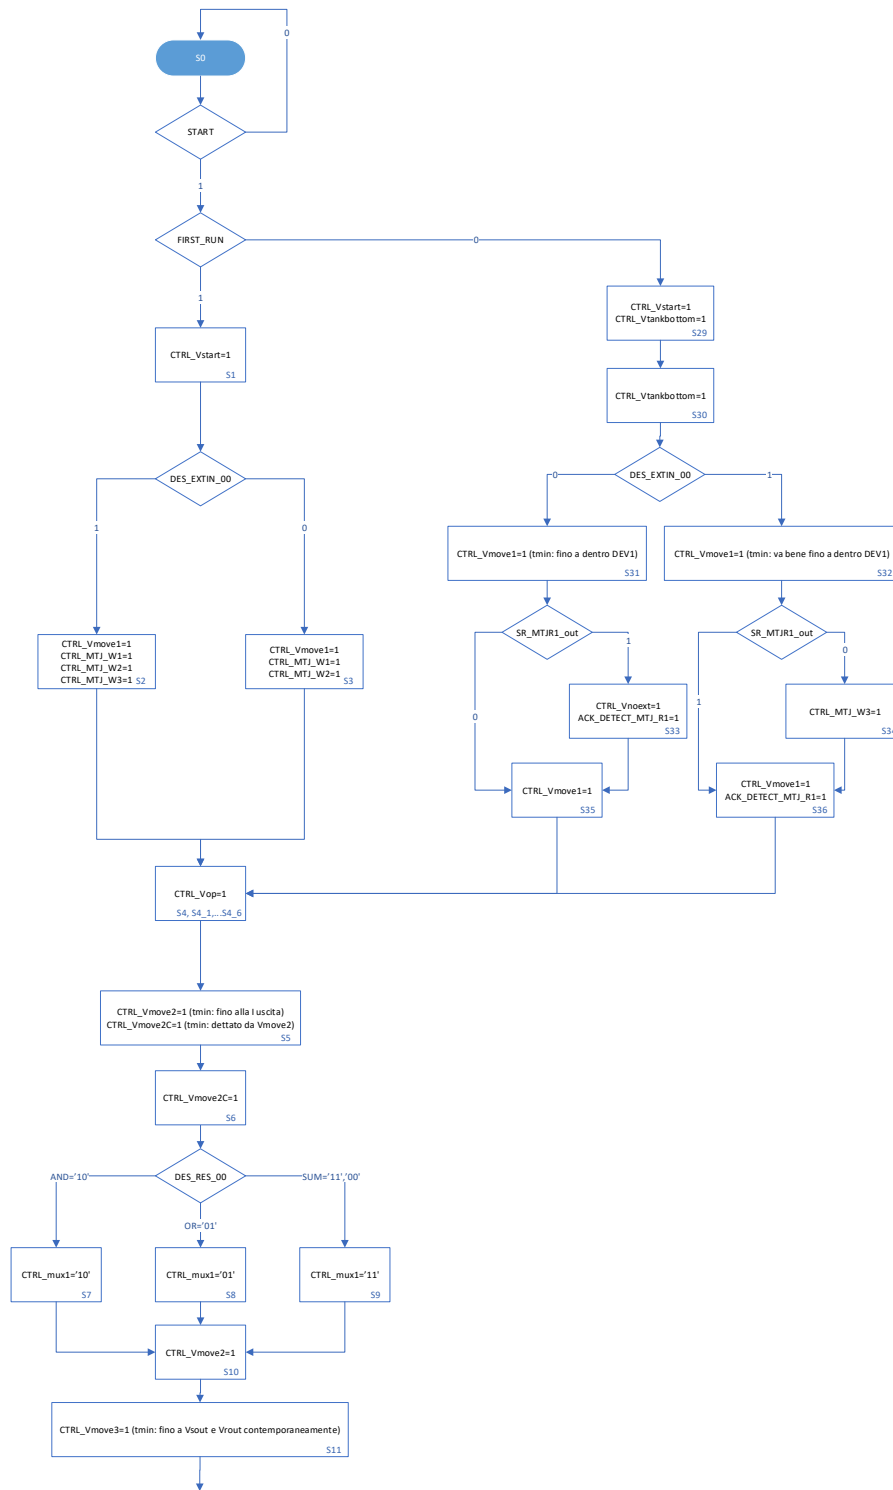 0
S0
START
1
FIRST_RUN
0
1
CTRL_Vstart=1
S1
CTRL_Vstart=1
CTRL_Vtankbottom=1
S29
CTRL_Vtankbottom=1
S30
DES_EXTIN_00
1
0
DES_EXTIN_00
0
1
CTRL_Vmove1=1 (tmin: fino a dentro DEV1)
S31
CTRL_Vmove1=1 (tmin: va bene fino a dentro DEV1)
S32
CTRL_Vmove1=1
CTRL_MTJ_W1=1
CTRL_MTJ_W2=1
CTRL_MTJ_W3=1
S2
CTRL_Vmove1=1
CTRL_MTJ_W1=1
CTRL_MTJ_W2=1
S3
SR_MTJR1_out
1
0
SR_MTJR1_out
0
1
CTRL_Vnoext=1
ACK_DETECT_MTJ_R1=1
S33
CTRL_MTJ_W3=1
S34
CTRL_Vmove1=1
S35
CTRL_Vmove1=1
ACK_DETECT_MTJ_R1=1
S36
CTRL_Vop=1
S4, S4_1,...S4_6
CTRL_Vmove2=1 (tmin: fino alla I uscita)
CTRL_Vmove2C=1 (tmin: dettato da Vmove2)
S5
CTRL_Vmove2C=1
S6
DES_RES_00
AND='10'
OR='01'
SUM='11','00'
CTRL_mux1='10'
S7
CTRL_mux1='01'
S8
CTRL_mux1='11'
S9
CTRL_Vmove2=1
S10
CTRL_Vmove3=1 (tmin: fino a Vsout e Vrout contemporaneamente)
S11